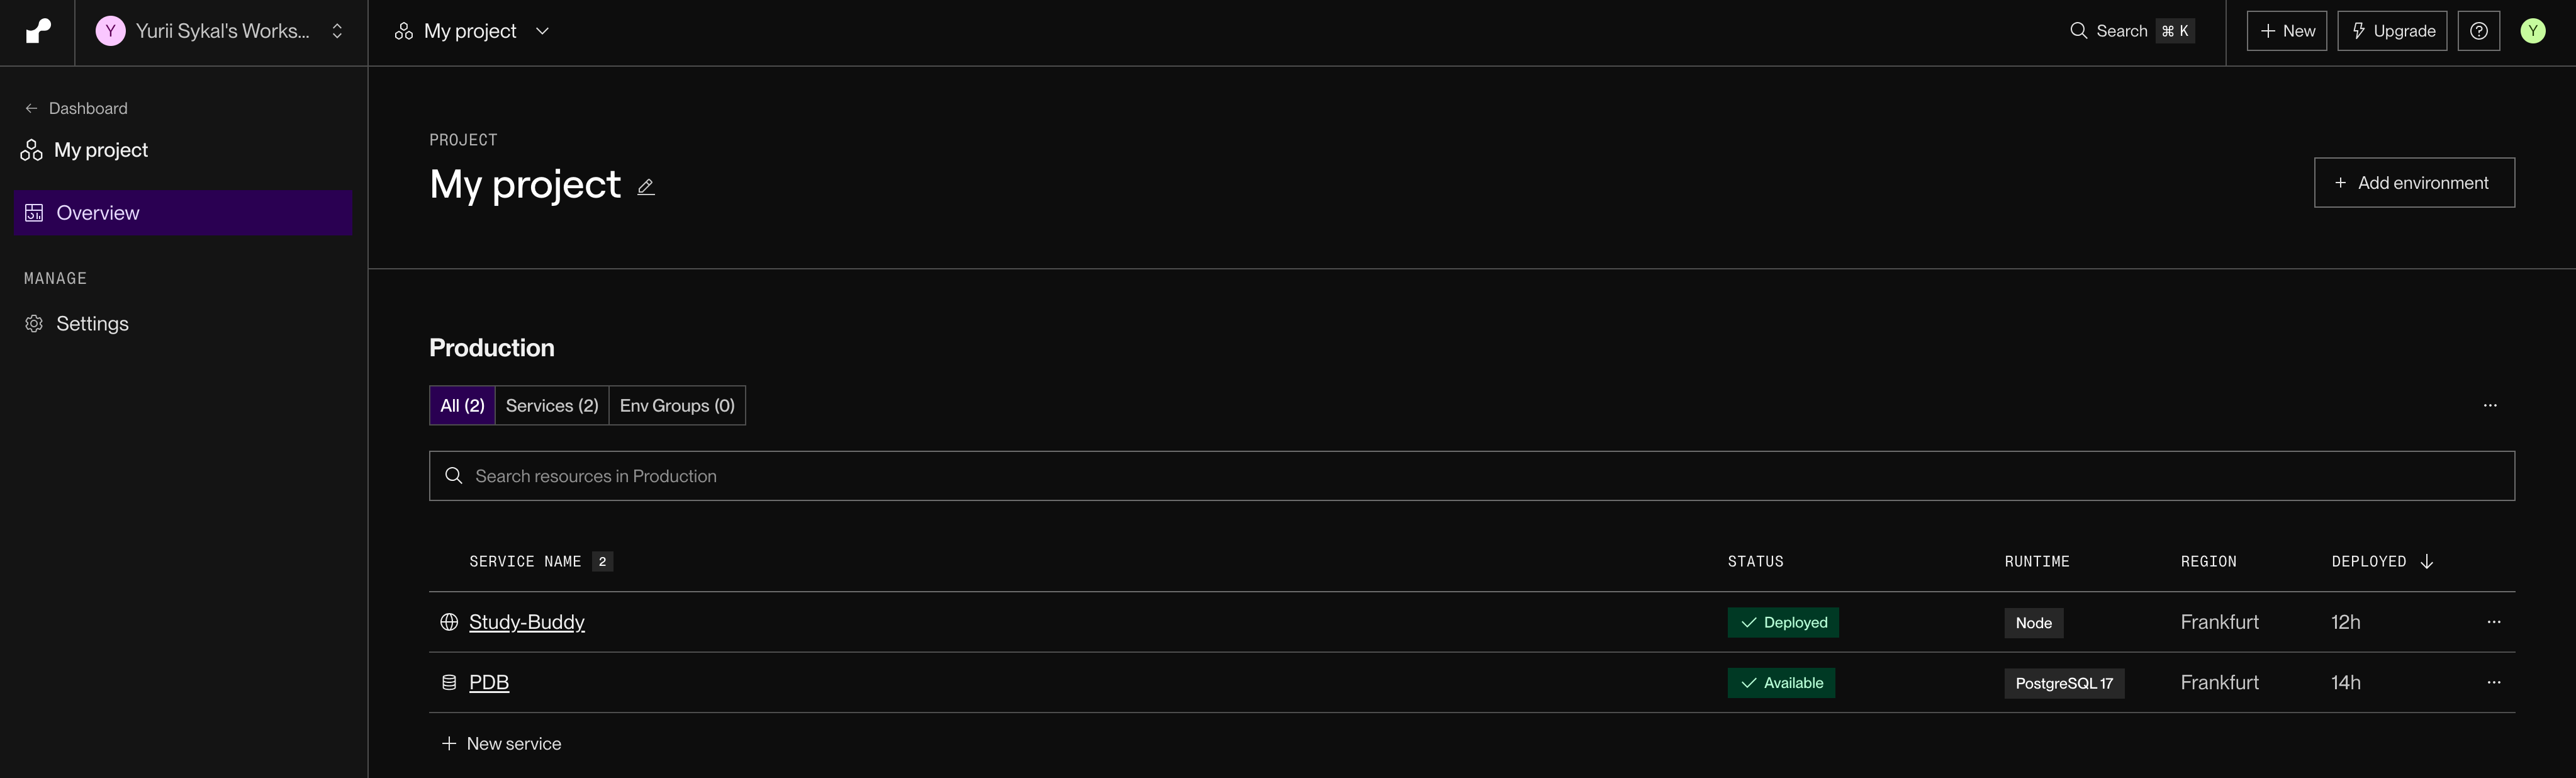 Y Yurii Sykal's Works...
My project
Search ⌘ K
+ New
Upgrade
Y
← Dashboard
My project
Overview
MANAGE
Settings
PROJECT
My project
+ Add environment
Production
All (2) Services (2) Env Groups (0)
Search resources in Production
SERVICE NAME 2 STATUS RUNTIME REGION DEPLOYED ↓
Study-Buddy ✓ Deployed Node Frankfurt 12h
PDB ✓ Available PostgreSQL 17 Frankfurt 14h
+ New service